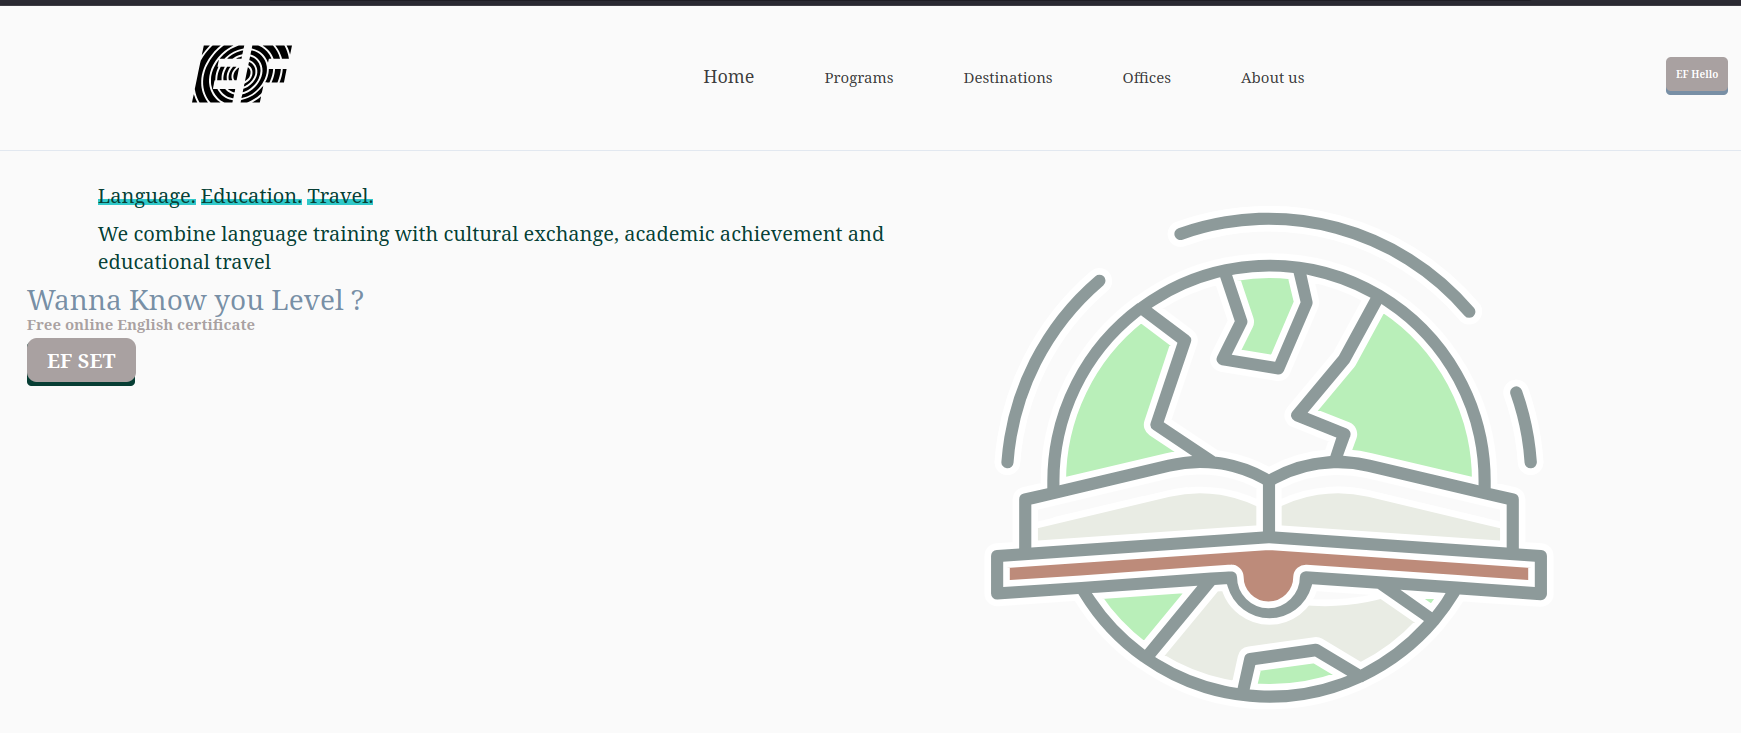 EF
Home Programs Destinations Offices About us
EF Hello
Language. Education. Travel.
We combine language training with cultural exchange, academic achievement and
educational travel
Wanna Know you Level ?
Free online English certificate
EF SET